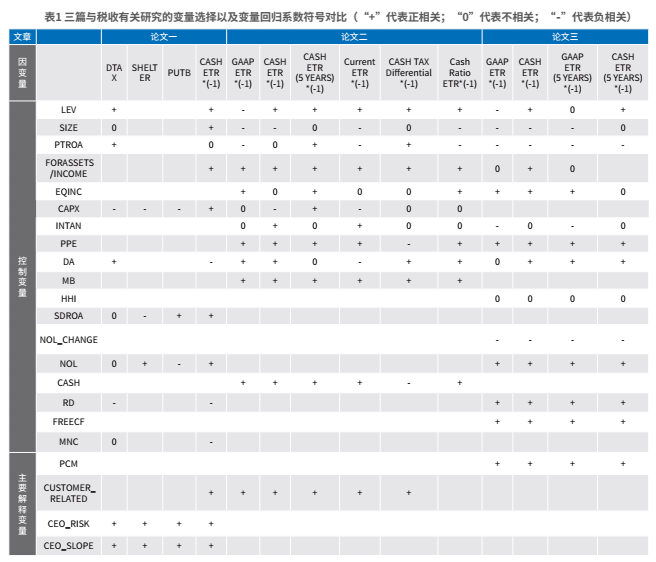 表1 三篇与税收有关研究的变量选择以及变量回归系数符号对比（“+”代表正相关；“0”代表不相关；“-”代表负相关）
文章 论文一 论文二 论文三
因变量 DTAX SHELTER PUTB CASH ETR *(-1) GAAP ETR *(-1) CASH ETR *(-1) CASH ETR (5 YEARS) *(-1) Current ETR *(-1) CASH TAX Differential *(-1) Cash Ratio ETR*(-1) GAAP ETR *(-1) CASH ETR *(-1) GAAP ETR (5 YEARS) *(-1) CASH ETR (5 YEARS) *(-1)
控制变量
LEV + + - + + + + + - + 0 +
SIZE 0 + - - 0 - 0 - - - - 0
PTROA + 0 - 0 + - + - - - - -
FORASSETS/INCOME + + + + + + + 0 + 0
EQINC + 0 + 0 0 + + + + 0
CAPX - - - + 0 - + - 0 0
INTAN 0 + 0 + 0 0 - 0 - 0
PPE + + + + - + + + + +
DA + - + + 0 - + + 0 + + +
MB + + + + + +
HHI 0 0 0 0
SDROA 0 - + +
NOL_CHANGE - - - -
NOL 0 + - + + + + +
CASH + + + + - +
RD - - + + + +
FREECF + + + +
MNC 0 -
主要解释变量
PCM + + + +
CUSTOMER_RELATED + + + + + +
CEO_RISK + + + +
CEO_SLOPE + + + +